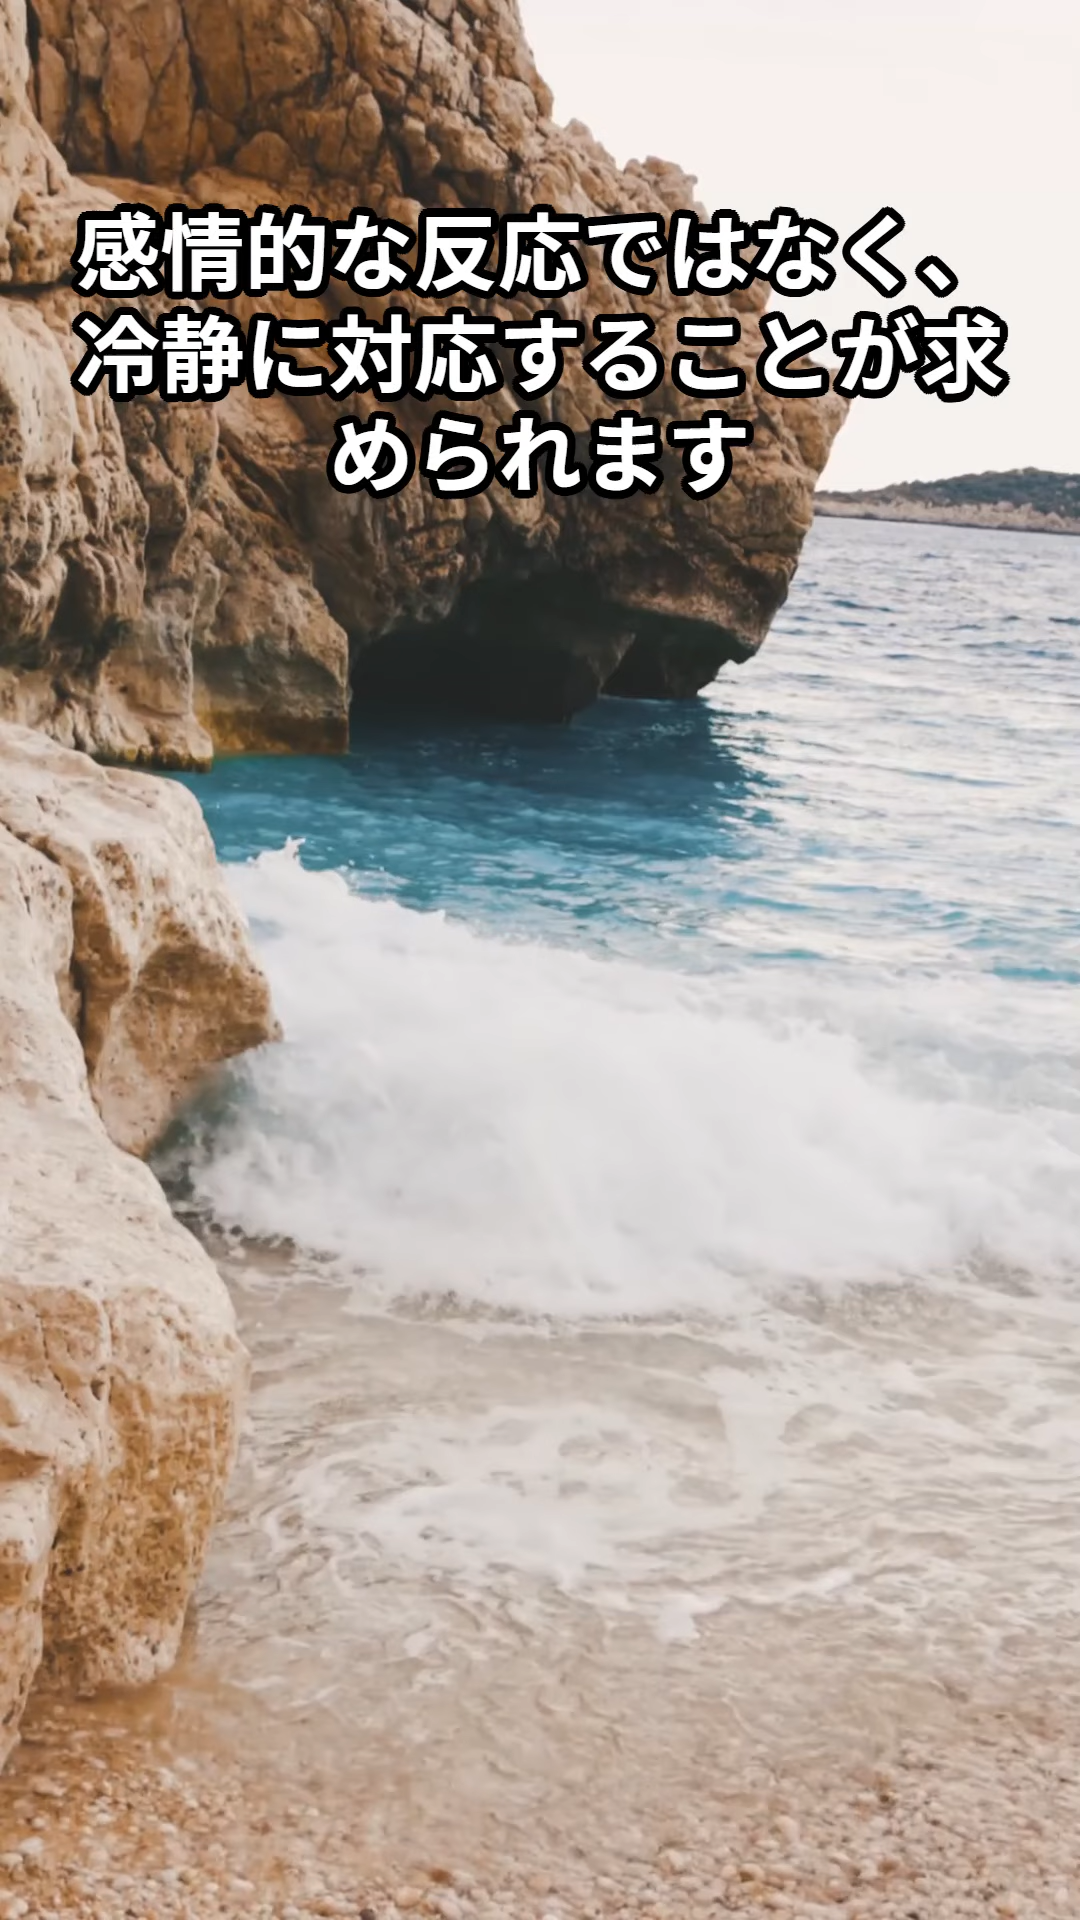 感情的な反応ではなく、
冷静に対応することが求
められます